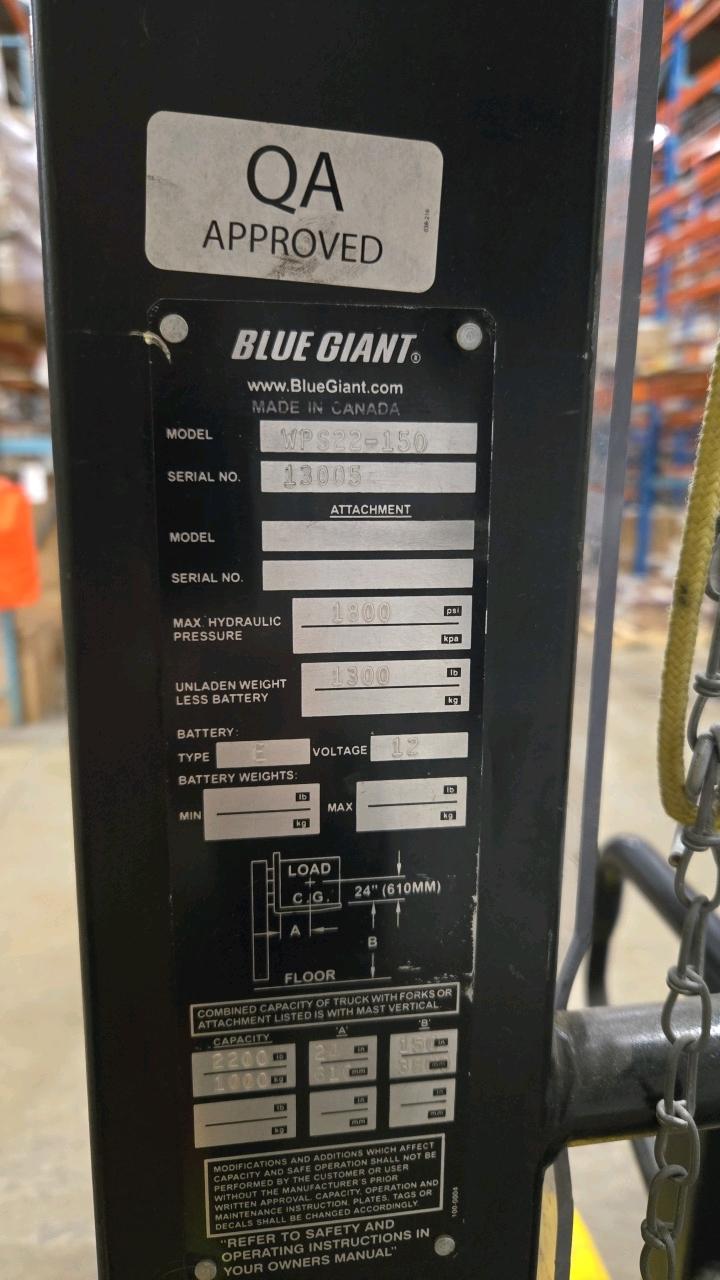 QA
APPROVED
038-216
BLUE GIANT®
www.BlueGiant.com
MADE IN CANADA
MODEL WPS22-150
SERIAL NO. 13005
ATTACHMENT
MODEL
SERIAL NO.
MAX. HYDRAULIC PRESSURE 1800 psi
kpa
UNLADEN WEIGHT LESS BATTERY 1300 lb
kg
BATTERY:
TYPE E VOLTAGE 12
BATTERY WEIGHTS:
MIN lb kg MAX lb kg
LOAD
C.G. 24" (610MM)
A
B
FLOOR
COMBINED CAPACITY OF TRUCK WITH FORKS OR
ATTACHMENT LISTED IS WITH MAST VERTICAL.
CAPACITY 'A' 'B'
2200 lb in 150 in
1000 kg 610 mm mm
lb in in
kg mm mm
MODIFICATIONS AND ADDITIONS WHICH AFFECT
CAPACITY AND SAFE OPERATION SHALL NOT BE
PERFORMED BY THE CUSTOMER OR USER
WITHOUT THE MANUFACTURER'S PRIOR
WRITTEN APPROVAL. CAPACITY, OPERATION AND
MAINTENANCE INSTRUCTION, PLATES, TAGS OR
DECALS SHALL BE CHANGED ACCORDINGLY.
100-0004
"REFER TO SAFETY AND
OPERATING INSTRUCTIONS IN
YOUR OWNERS MANUAL"